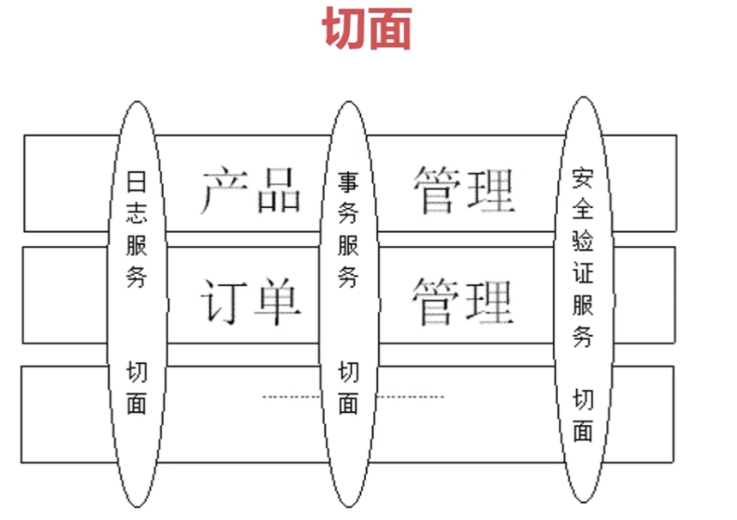 切面
日志服务 切面
产品
事务服务 切面
管理
安全验证服务 切面
订单
管理